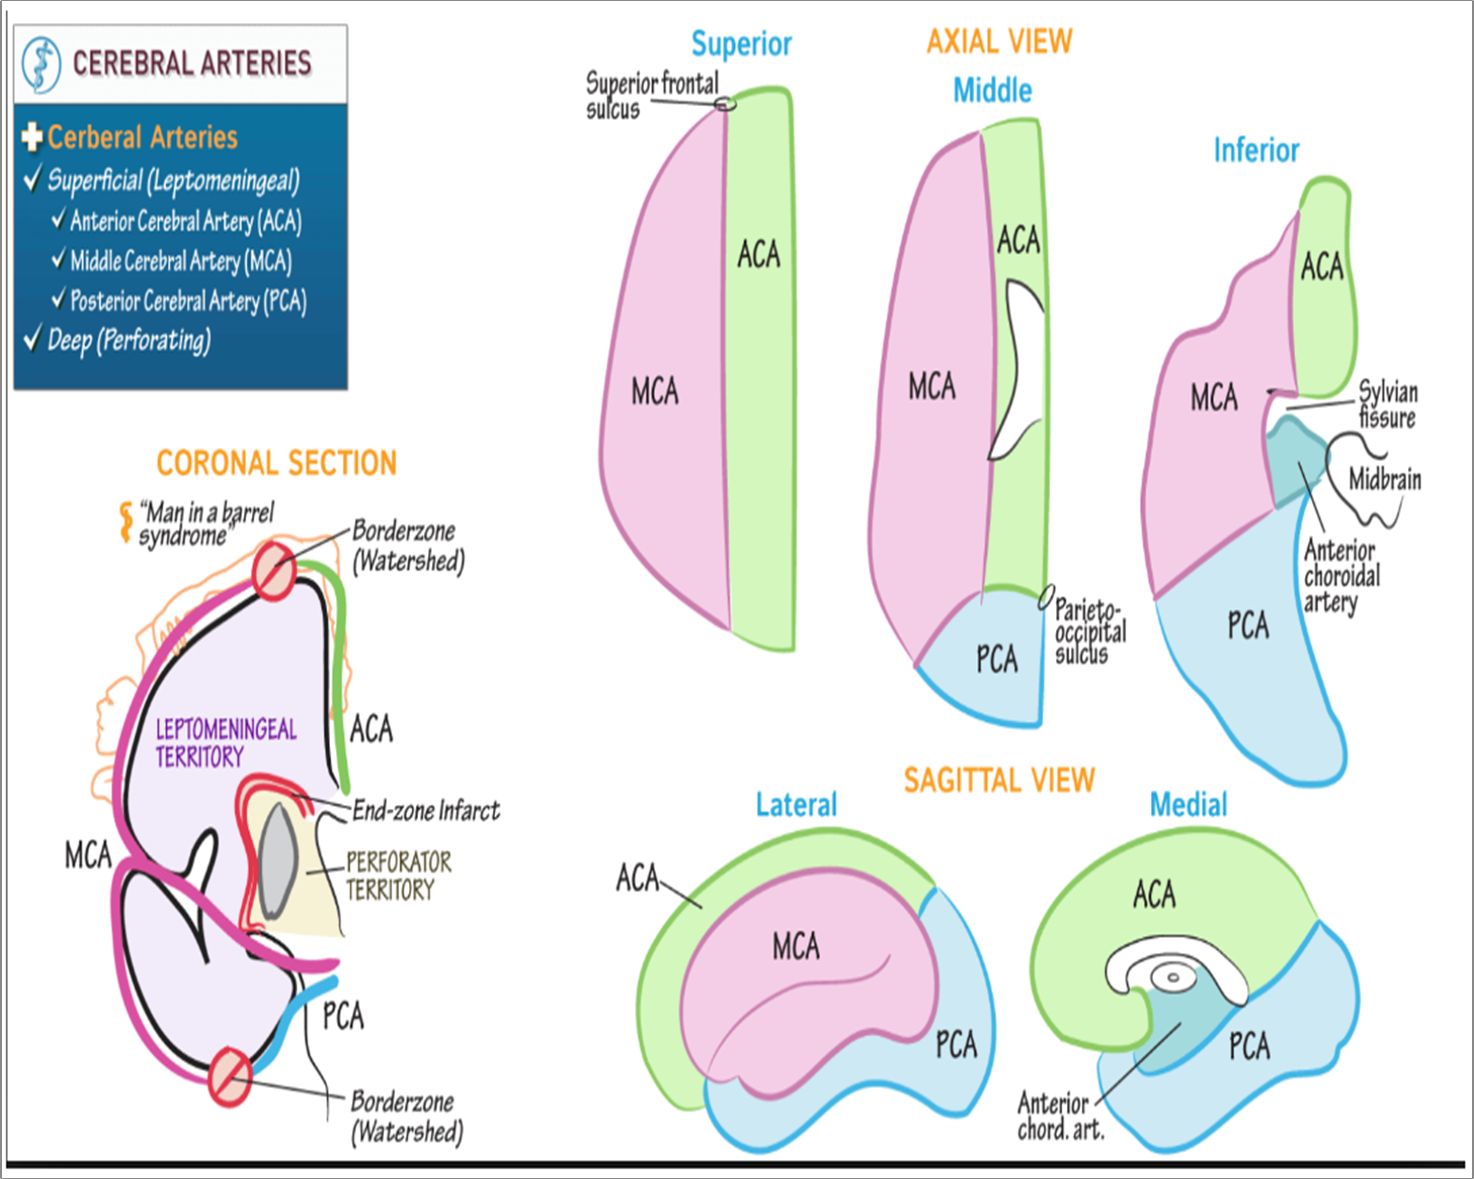 CEREBRAL ARTERIES
Cerberal Arteries
Superficial (Leptomeningeal)
Anterior Cerebral Artery (ACA)
Middle Cerebral Artery (MCA)
Posterior Cerebral Artery (PCA)
Deep (Perforating)
CORONAL SECTION
"Man in a barrel
syndrome"
Borderzone
(Watershed)
LEPTOMENINGEAL
TERRITORY
ACA
End-zone Infarct
MCA
PERFORATOR
TERRITORY
PCA
Borderzone
(Watershed)
AXIAL VIEW
Superior
Superior frontal
sulcus
ACA
MCA
Middle
ACA
MCA
PCA
Parieto-
occipital
sulcus
Inferior
ACA
MCA
Sylvian
fissure
Midbrain
Anterior
choroidal
artery
PCA
SAGITTAL VIEW
Lateral
ACA
MCA
PCA
Medial
ACA
PCA
Anterior
chord. art.